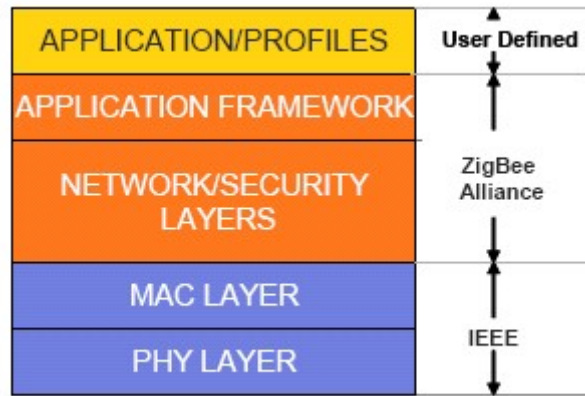 APPLICATION/PROFILES
User Defined
APPLICATION FRAMEWORK
NETWORK/SECURITY
LAYERS
ZigBee
Alliance
MAC LAYER
PHY LAYER
IEEE